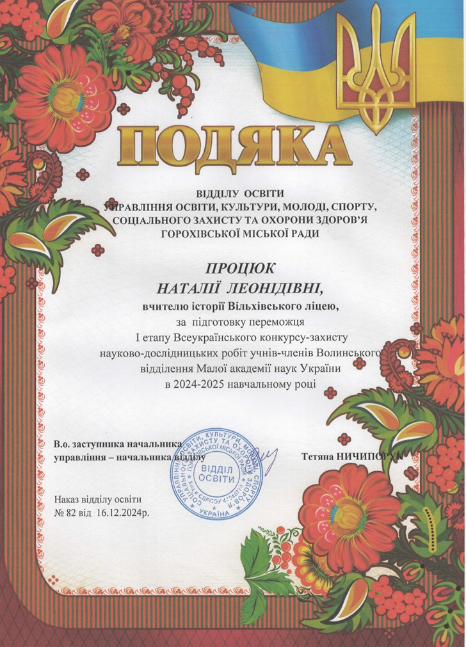 ПОДЯКА
ВІДДІЛУ ОСВІТИ
УПРАВЛІННЯ ОСВІТИ, КУЛЬТУРИ, МОЛОДІ, СПОРТУ,
СОЦІАЛЬНОГО ЗАХИСТУ ТА ОХОРОНИ ЗДОРОВ'Я
ГОРОХІВСЬКОЇ МІСЬКОЇ РАДИ
ПРОЦЮК
НАТАЛІЇ ЛЕОНІДІВНІ,
вчителю історії Вільхівського ліцею,
за підготовку переможця
І етапу Всеукраїнського конкурсу-захисту
науково-дослідницьких робіт учнів-членів Волинського
відділення Малої академії наук України
в 2024-2025 навчальному році
В.о. заступника начальника
управління – начальника відділу
Тетяна НИЧИПОРУК
ВІДДІЛ
ОСВІТИ
УКРАЇНА
Наказ відділу освіти
№ 82 від 16.12.2024р.